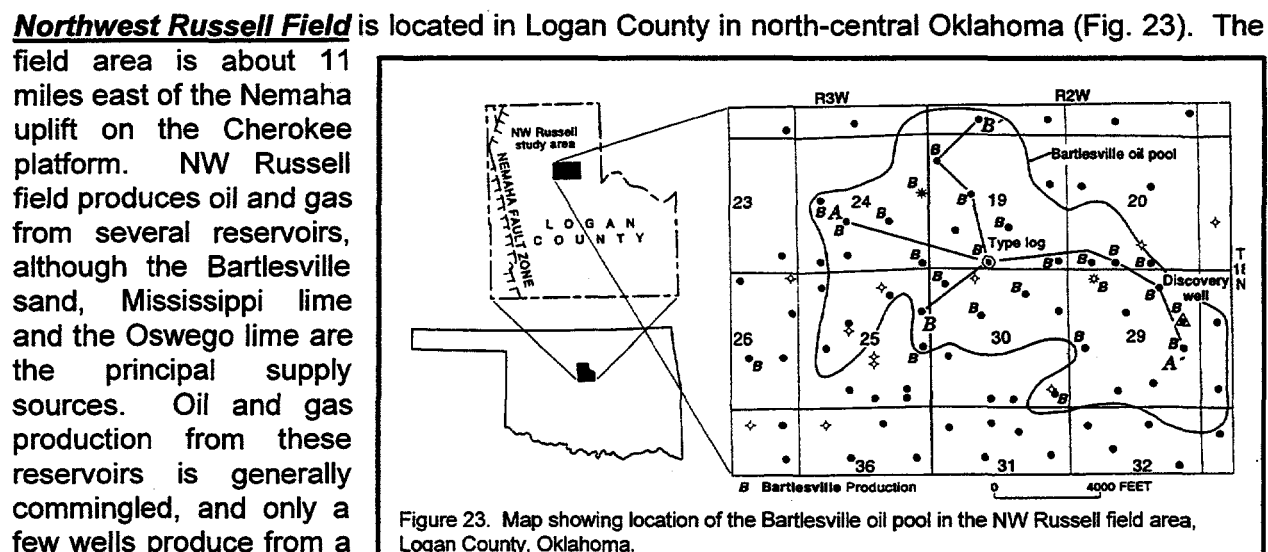 Northwest Russell Field is located in Logan County in north-central Oklahoma (Fig. 23). The
field area is about 11
miles east of the Nemaha
uplift on the Cherokee
platform. NW Russell
field produces oil and gas
from several reservoirs,
although the Bartlesville
sand, Mississippi lime
and the Oswego lime are
the principal supply
sources. Oil and gas
production from these
reservoirs is generally
commingled, and only a
few wells produce from a
R3W
R2W
NW Russell
study area
NEMAHA FAULT ZONE
LOGAN
COUNTY
B´
B
Bartlesville oil pool
B
23
24
B
19
20
B
A
B
B
B
Type log
B
B
B
B
B
T
18
N
B
B
Discovery
well
B
B
B
B
26
25
B
30
B
29
B
A´
B
B
36
31
32
B Bartlesville Production
0
4000 FEET
Figure 23. Map showing location of the Bartlesville oil pool in the NW Russell field area,
Logan County, Oklahoma.